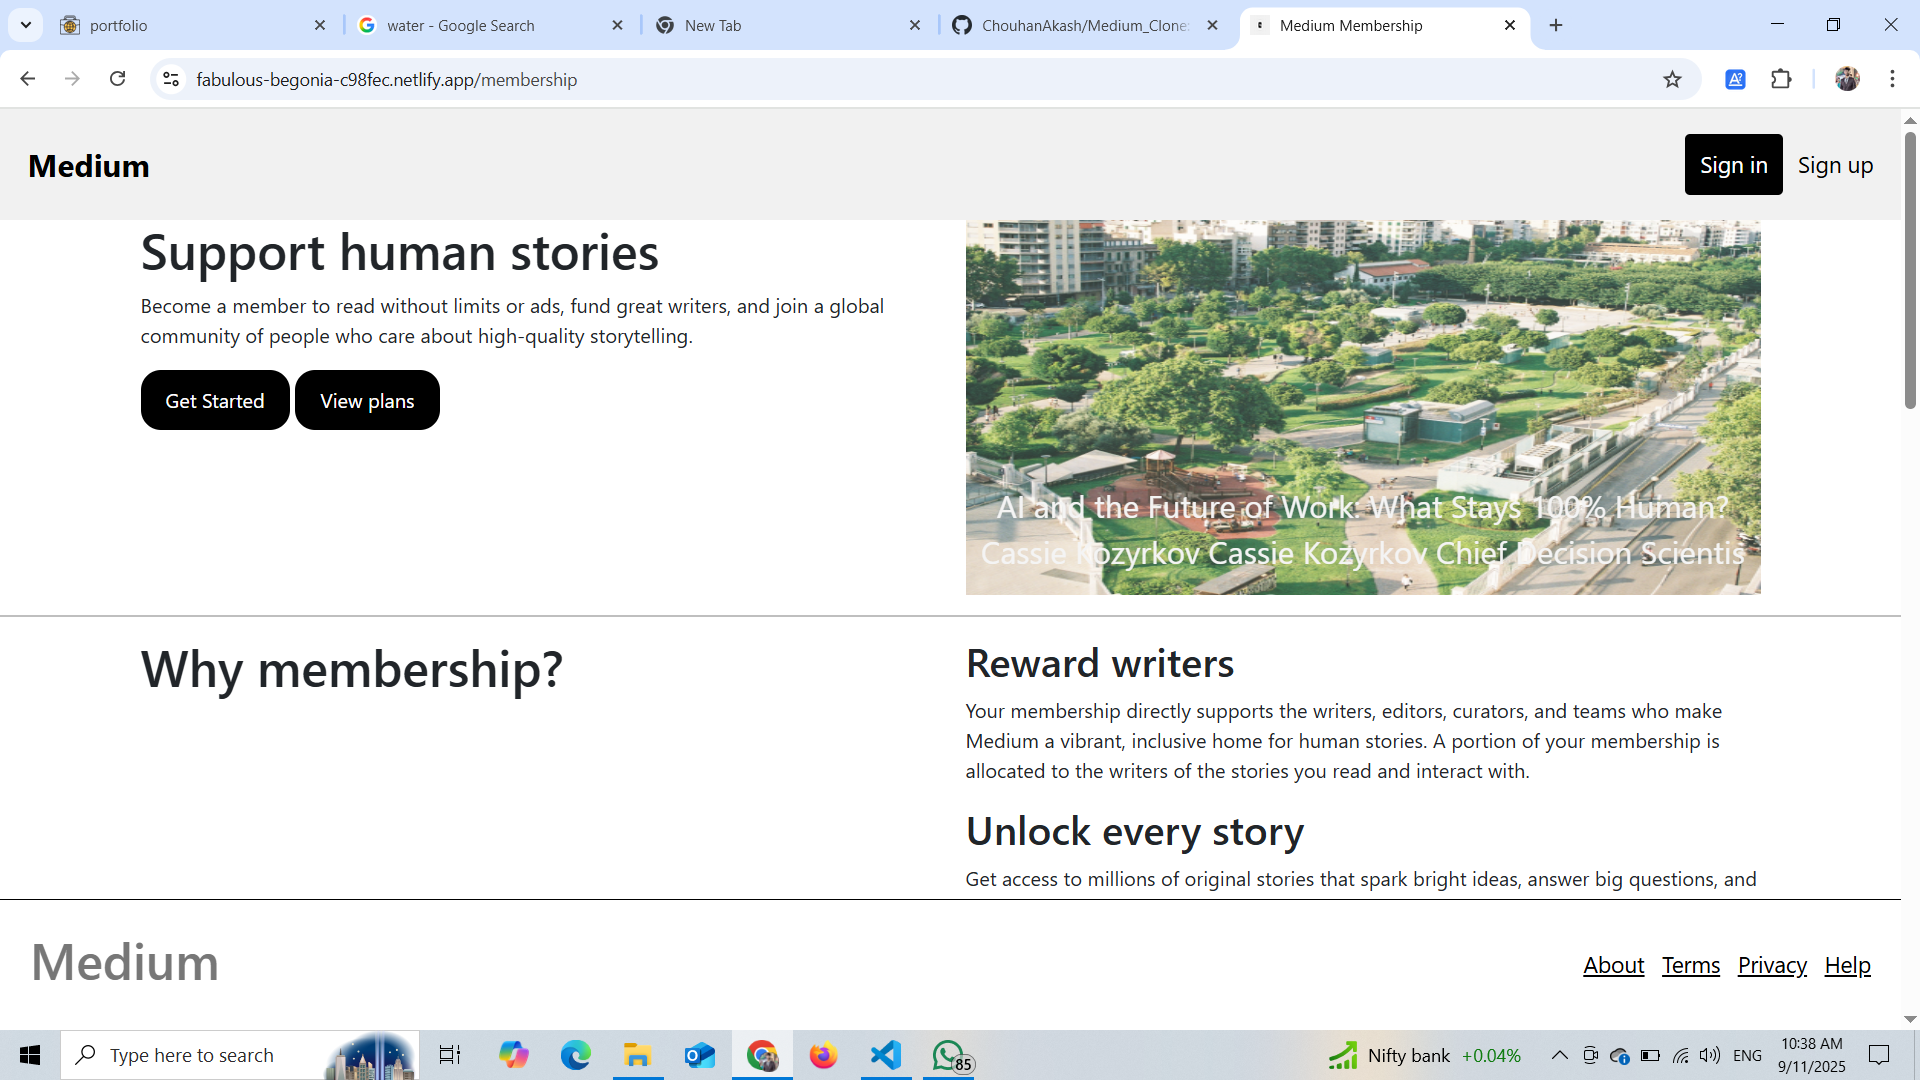 portfolio
water - Google Search
New Tab
ChouhanAkash/Medium_Clone:
Medium Membership
fabulous-begonia-c98fec.netlify.app/membership
Medium
Sign in
Sign up
Support human stories
Become a member to read without limits or ads, fund great writers, and join a global
community of people who care about high-quality storytelling.
Get Started
View plans
AI and the Future of Work: What Stays 100% Human?
Cassie Kozyrkov Cassie Kozyrkov Chief Decision Scientis
Why membership?
Reward writers
Your membership directly supports the writers, editors, curators, and teams who make
Medium a vibrant, inclusive home for human stories. A portion of your membership is
allocated to the writers of the stories you read and interact with.
Unlock every story
Get access to millions of original stories that spark bright ideas, answer big questions, and
Medium
About Terms Privacy Help
Type here to search
85
Nifty bank +0.04%
ENG
10:38 AM
9/11/2025